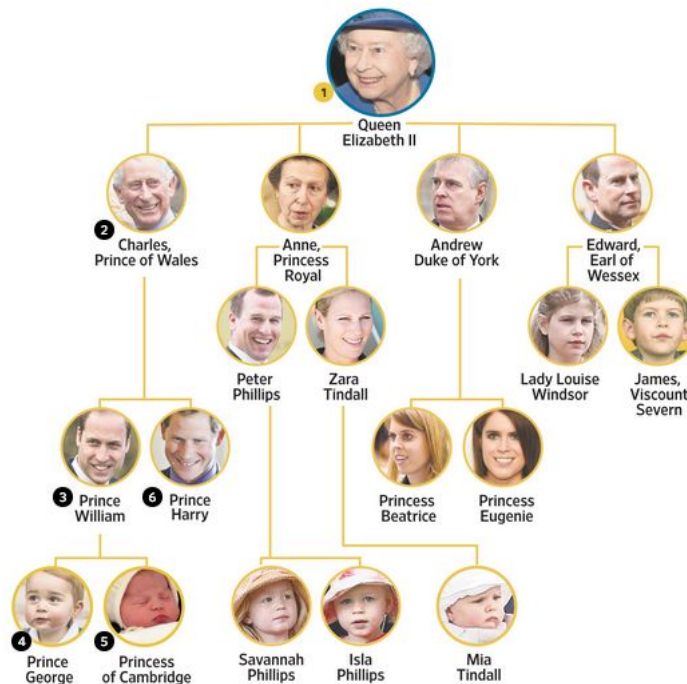 1
Queen
Elizabeth II
2
Charles,
Prince of Wales
Anne,
Princess
Royal
Andrew
Duke of York
Edward,
Earl of
Wessex
Peter
Phillips
Zara
Tindall
Lady Louise
Windsor
James,
Viscount
Severn
3
Prince
William
6
Prince
Harry
Princess
Beatrice
Princess
Eugenie
4
Prince
George
5
Princess
of Cambridge
Savannah
Phillips
Isla
Phillips
Mia
Tindall